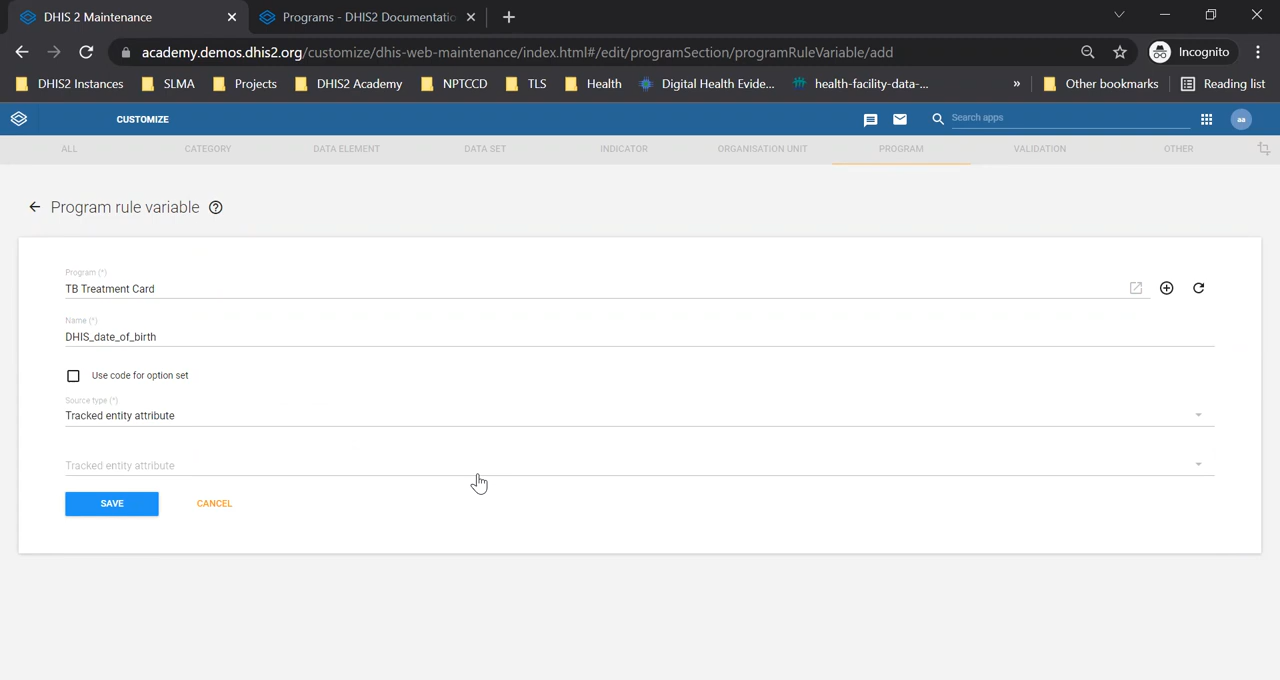 DHIS 2 Maintenance
Programs - DHIS2 Documentatio
academy.demos.dhis2.org/customize/dhis-web-maintenance/index.html#/edit/programSection/programRuleVariable/add
Incognito
DHIS2 Instances
SLMA
Projects
DHIS2 Academy
NPTCCD
TLS
Health
Digital Health Evide...
health-facility-data-...
»
Other bookmarks
Reading list
CUSTOMIZE
Search apps
aa
ALL
CATEGORY
DATA ELEMENT
DATA SET
INDICATOR
ORGANISATION UNIT
PROGRAM
VALIDATION
OTHER
Program rule variable
Program (*)
TB Treatment Card
Name (*)
DHIS_date_of_birth
Use code for option set
Source type (*)
Tracked entity attribute
Tracked entity attribute
SAVE
CANCEL